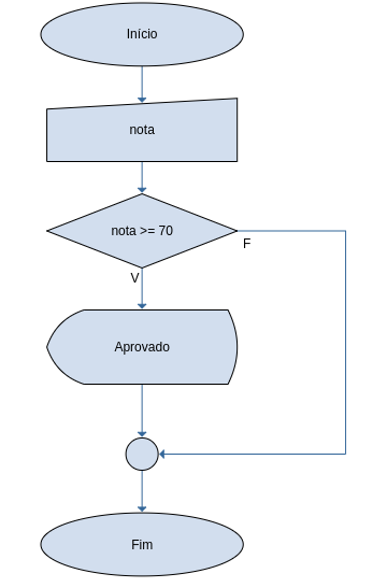 Início
nota
nota >= 70
F
V
Aprovado
Fim